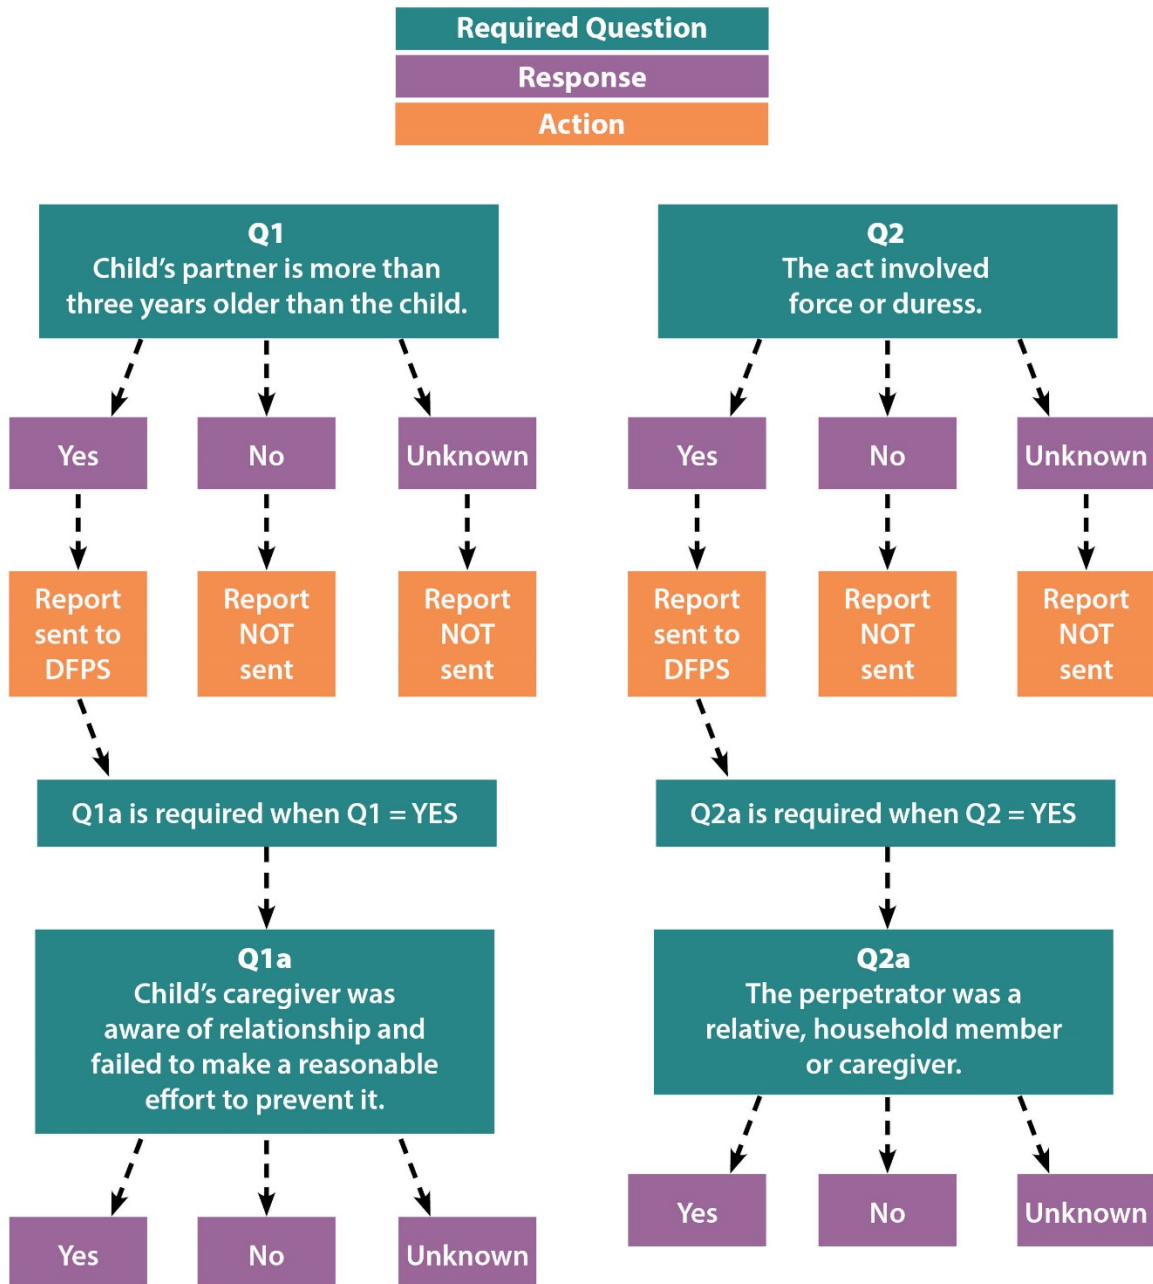 Required Question
Response
Action
Q1
Child's partner is more than
three years older than the child.
Yes
No
Unknown
Report
sent to
DFPS
Report
NOT
sent
Report
NOT
sent
Q1a is required when Q1 = YES
Q1a
Child's caregiver was
aware of relationship and
failed to make a reasonable
effort to prevent it.
Yes
No
Unknown
Q2
The act involved
force or duress.
Yes
No
Unknown
Report
sent to
DFPS
Report
NOT
sent
Report
NOT
sent
Q2a is required when Q2 = YES
Q2a
The perpetrator was a
relative, household member
or caregiver.
Yes
No
Unknown